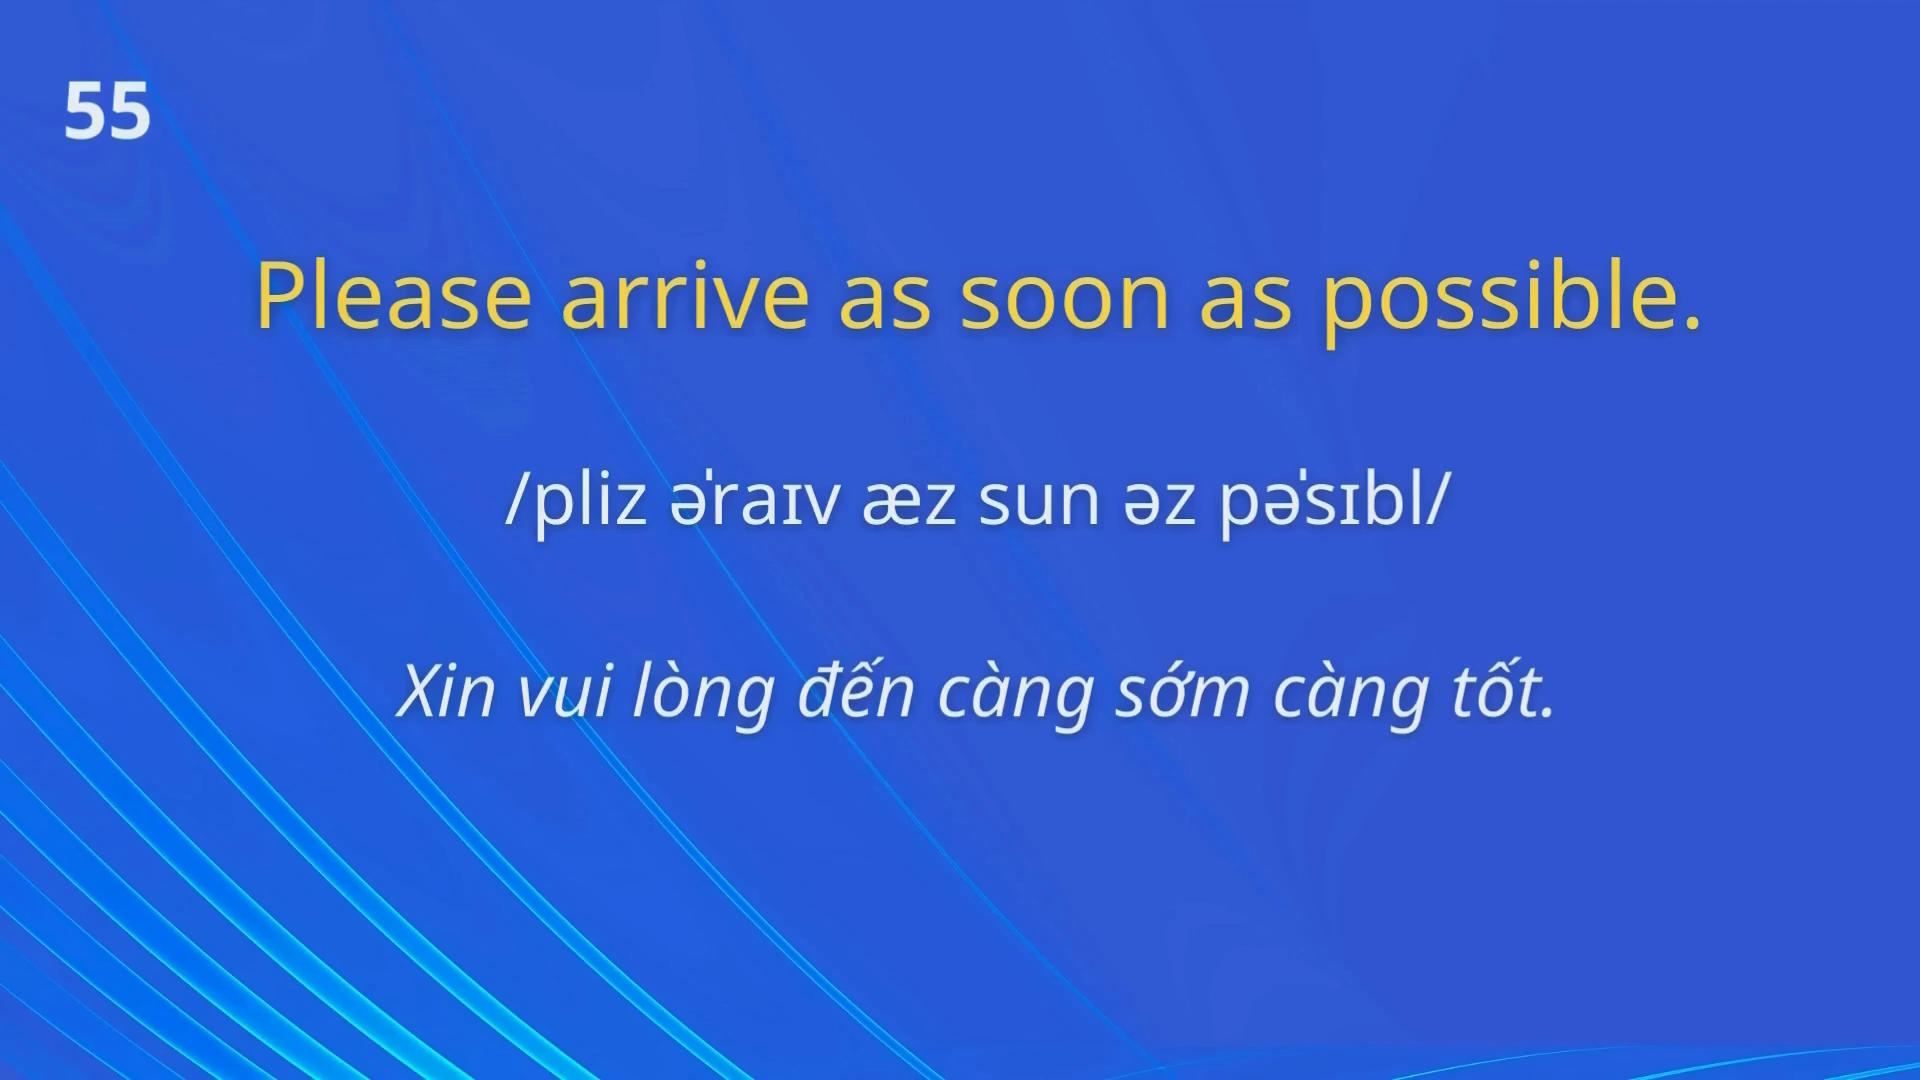 55
Please arrive as soon as possible.
/pliz əˈraɪv æz sun əz pəˈsɪbl/
Xin vui lòng đến càng sớm càng tốt.